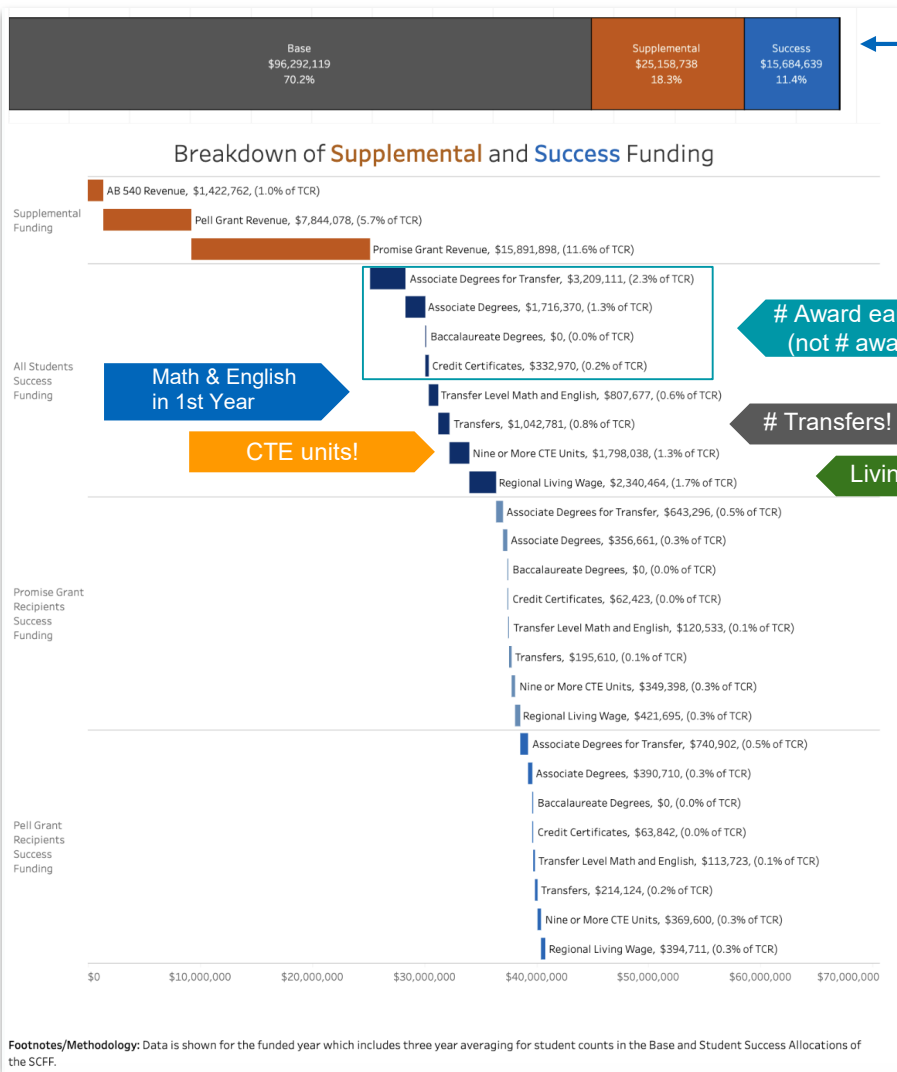 Base
$96,292,119
70.2%
Supplemental
$25,158,738
18.3%
Success
$15,684,639
11.4%
Breakdown of Supplemental and Success Funding
Supplemental
Funding
AB 540 Revenue, $1,422,762, (1.0% of TCR)
Pell Grant Revenue, $7,844,078, (5.7% of TCR)
Promise Grant Revenue, $15,891,898, (11.6% of TCR)
All Students
Success
Funding
Associate Degrees for Transfer, $3,209,111, (2.3% of TCR)
Associate Degrees, $1,716,370, (1.3% of TCR)
Baccalaureate Degrees, $0, (0.0% of TCR)
Credit Certificates, $332,970, (0.2% of TCR)
Transfer Level Math and English, $807,677, (0.6% of TCR)
Transfers, $1,042,781, (0.8% of TCR)
Nine or More CTE Units, $1,798,038, (1.3% of TCR)
Regional Living Wage, $2,340,464, (1.7% of TCR)
# Award ea
(not # awa
Math & English
in 1st Year
# Transfers!
CTE units!
Livin
Promise Grant
Recipients
Success
Funding
Associate Degrees for Transfer, $643,296, (0.5% of TCR)
Associate Degrees, $356,661, (0.3% of TCR)
Baccalaureate Degrees, $0, (0.0% of TCR)
Credit Certificates, $62,423, (0.0% of TCR)
Transfer Level Math and English, $120,533, (0.1% of TCR)
Transfers, $195,610, (0.1% of TCR)
Nine or More CTE Units, $349,398, (0.3% of TCR)
Regional Living Wage, $421,695, (0.3% of TCR)
Pell Grant
Recipients
Success
Funding
Associate Degrees for Transfer, $740,902, (0.5% of TCR)
Associate Degrees, $390,710, (0.3% of TCR)
Baccalaureate Degrees, $0, (0.0% of TCR)
Credit Certificates, $63,842, (0.0% of TCR)
Transfer Level Math and English, $113,723, (0.1% of TCR)
Transfers, $214,124, (0.2% of TCR)
Nine or More CTE Units, $369,600, (0.3% of TCR)
Regional Living Wage, $394,711, (0.3% of TCR)
$0 $10,000,000 $20,000,000 $30,000,000 $40,000,000 $50,000,000 $60,000,000 $70,000,000
Footnotes/Methodology: Data is shown for the funded year which includes three year averaging for student counts in the Base and Student Success Allocations of
the SCFF.